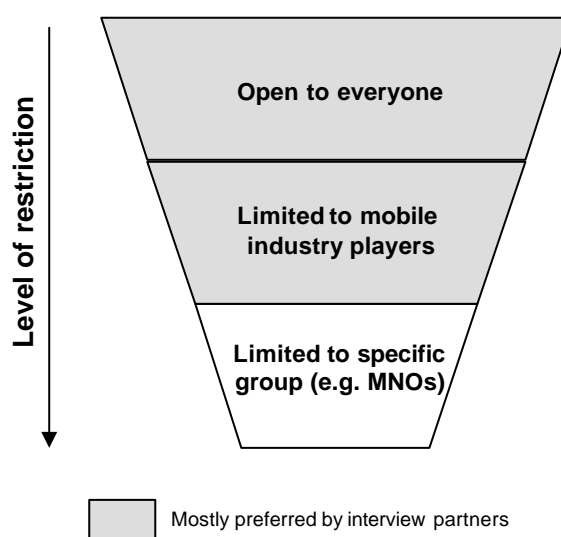 Level of restriction
Open to everyone
Limited to mobile
industry players
Limited to specific
group (e.g. MNOs)
Mostly preferred by interview partners